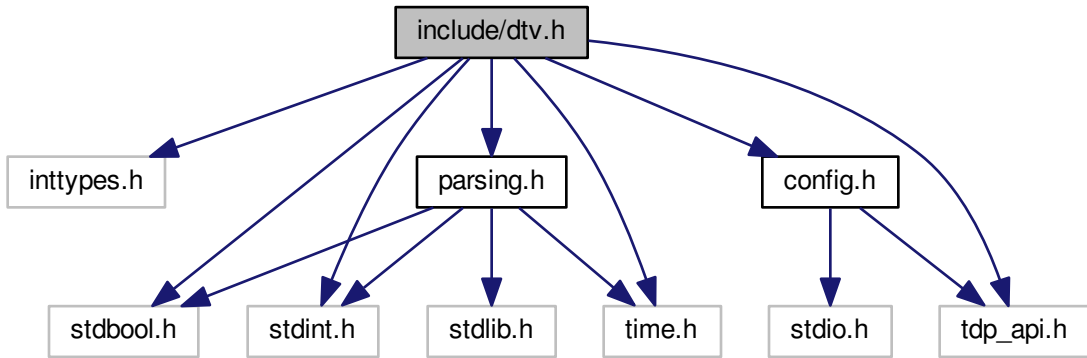 include/dtv.h
inttypes.h
parsing.h
config.h
stdbool.h
stdint.h
stdlib.h
time.h
stdio.h
tdp_api.h